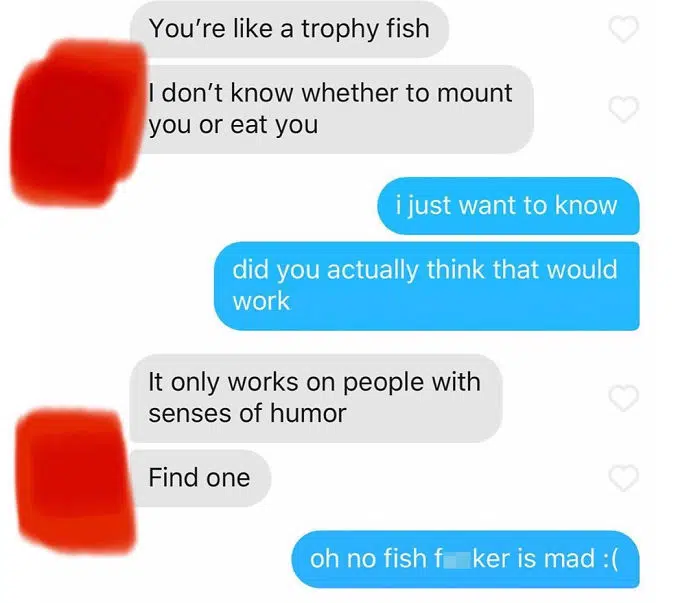 You're like a trophy fish
I don't know whether to mount
you or eat you
i just want to know
did you actually think that would
work
It only works on people with
senses of humor
Find one
oh no fish f ker is mad :(